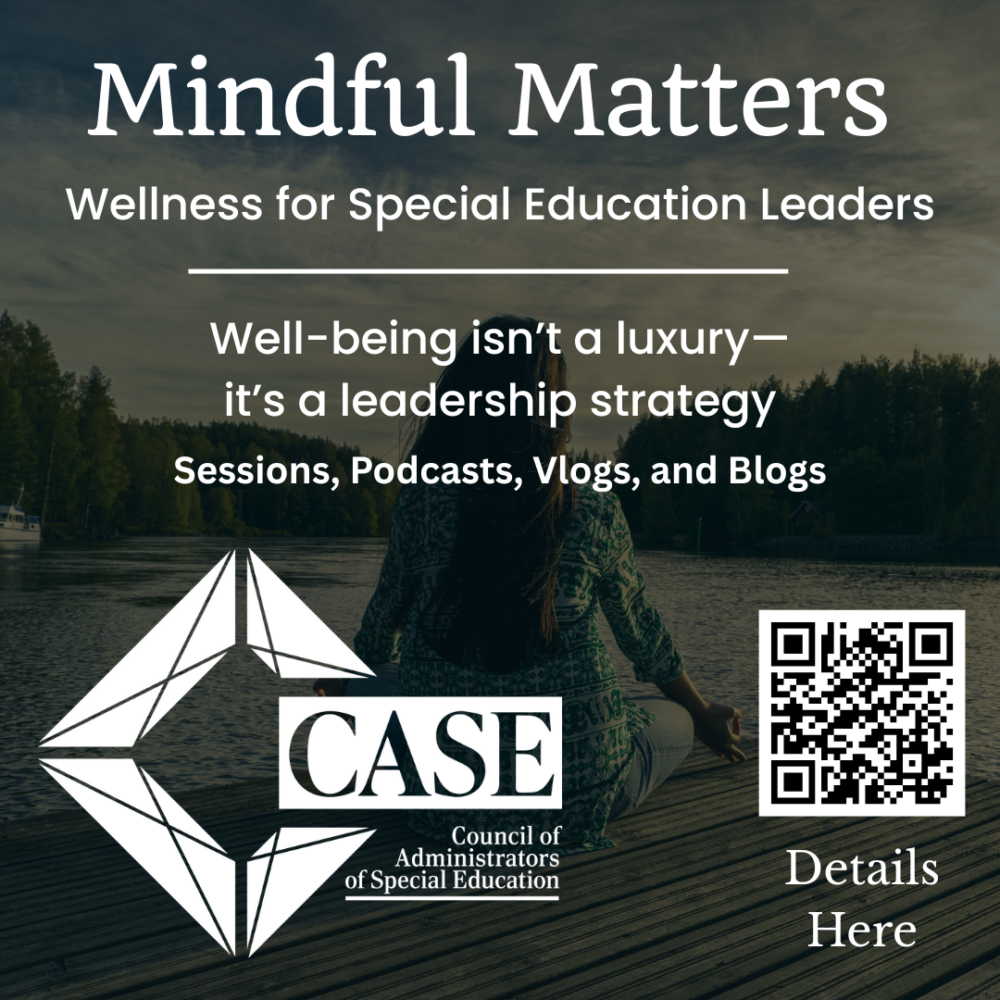 Mindful Matters
Wellness for Special Education Leaders
Well-being isn’t a luxury—
it’s a leadership strategy
Sessions, Podcasts, Vlogs, and Blogs
CASE
Council of
Administrators
of Special Education
Details
Here